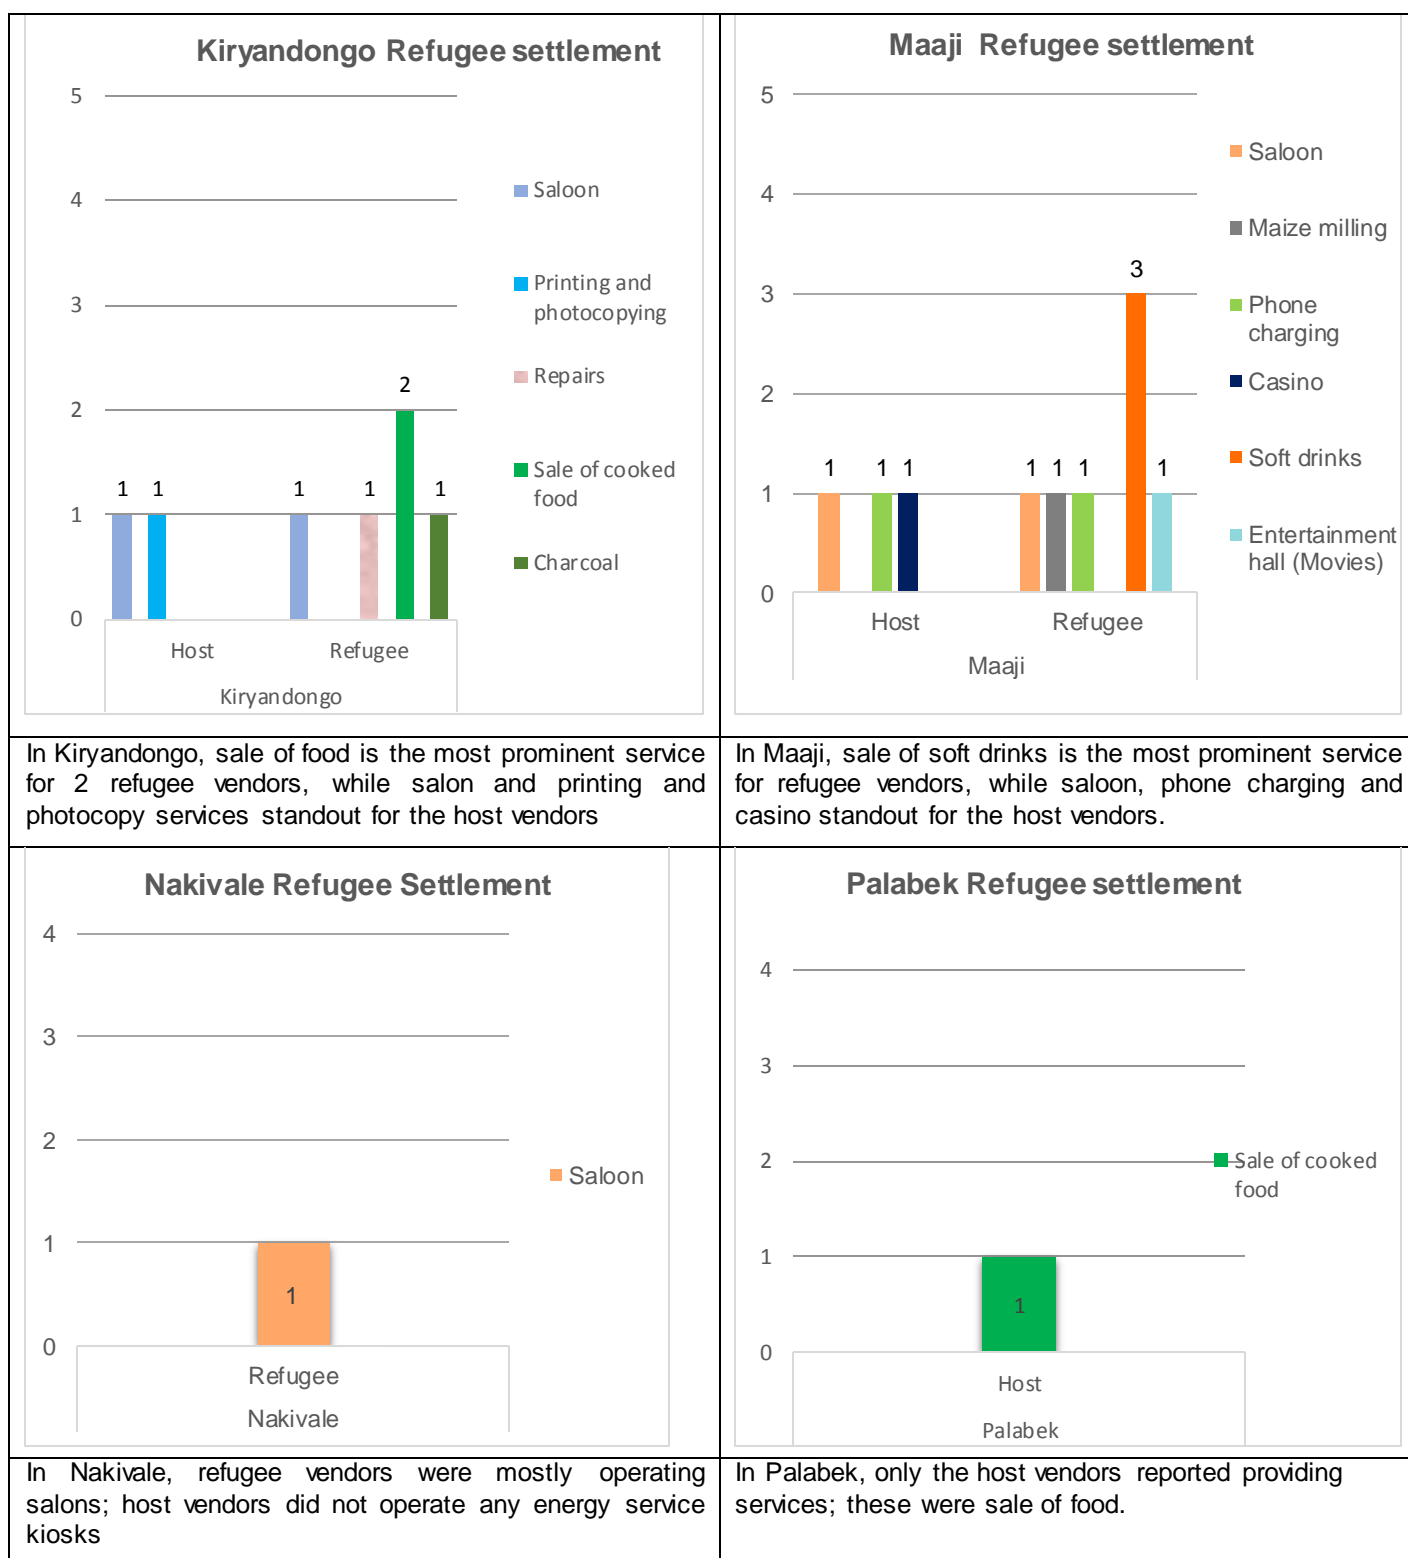 Kiryandongo Refugee settlement
5
4
3
2
1
0
1
1
1
1
2
1
Host
Refugee
Kiryandongo
Saloon
Printing and
photocopying
Repairs
Sale of cooked
food
Charcoal
Maaji Refugee settlement
5
4
3
2
1
0
1
1
1
1
1
1
3
1
Host
Refugee
Maaji
Saloon
Maize milling
Phone
charging
Casino
Soft drinks
Entertainment
hall (Movies)
In Kiryandongo, sale of food is the most prominent service
for 2 refugee vendors, while salon and printing and
photocopy services standout for the host vendors
In Maaji, sale of soft drinks is the most prominent service
for refugee vendors, while saloon, phone charging and
casino standout for the host vendors.
Nakivale Refugee Settlement
4
3
2
1
0
1
Refugee
Nakivale
Saloon
Palabek Refugee settlement
4
3
2
1
0
1
Host
Palabek
Sale of cooked
food
In Nakivale, refugee vendors were mostly operating
salons; host vendors did not operate any energy service
kiosks
In Palabek, only the host vendors reported providing
services; these were sale of food.